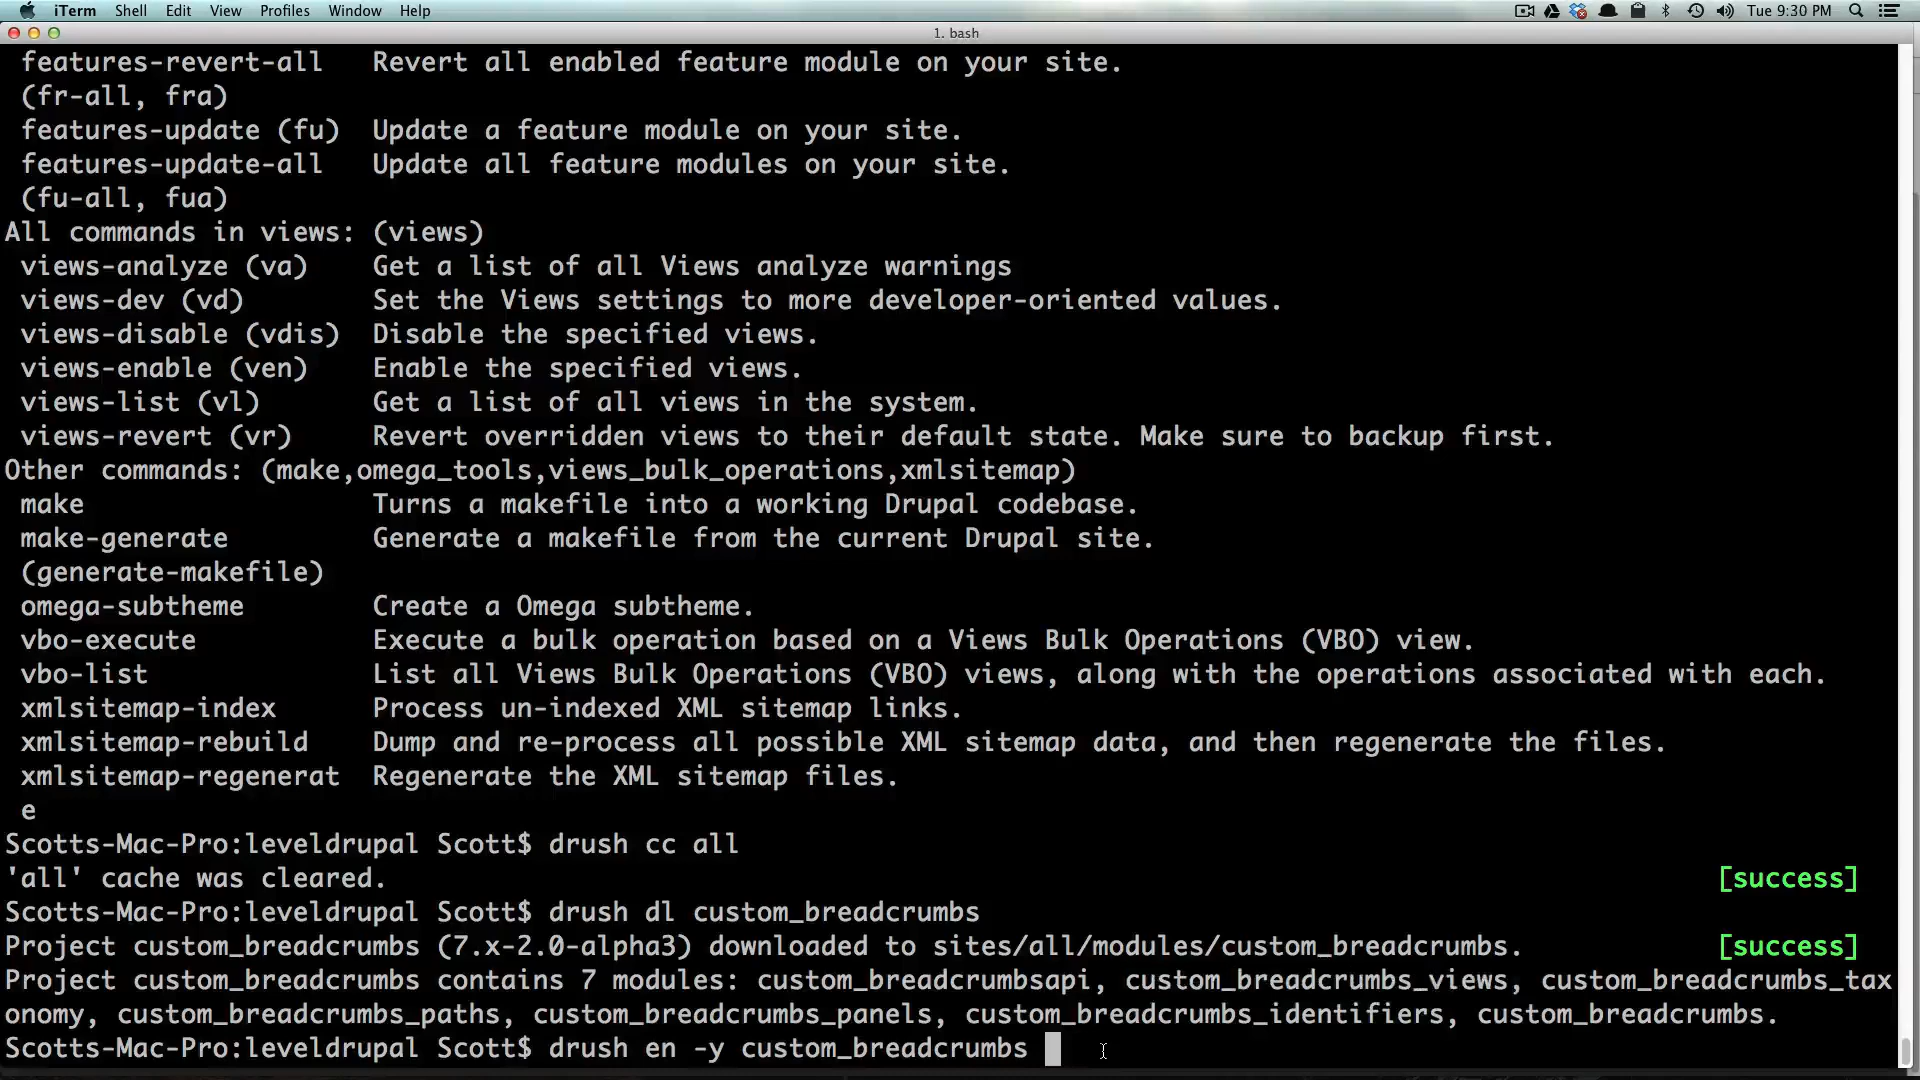 iTerm Shell Edit View Profiles Window Help Tue 9:30 PM
1. bash
features-revert-all Revert all enabled feature module on your site.
(fr-all, fra)
features-update (fu) Update a feature module on your site.
features-update-all Update all feature modules on your site.
(fu-all, fua)
All commands in views: (views)
views-analyze (va) Get a list of all Views analyze warnings
views-dev (vd) Set the Views settings to more developer-oriented values.
views-disable (vdis) Disable the specified views.
views-enable (ven) Enable the specified views.
views-list (vl) Get a list of all views in the system.
views-revert (vr) Revert overridden views to their default state. Make sure to backup first.
Other commands: (make,omega_tools,views_bulk_operations,xmlsitemap)
make Turns a makefile into a working Drupal codebase.
make-generate Generate a makefile from the current Drupal site.
(generate-makefile)
omega-subtheme Create a Omega subtheme.
vbo-execute Execute a bulk operation based on a Views Bulk Operations (VBO) view.
vbo-list List all Views Bulk Operations (VBO) views, along with the operations associated with each.
xmlsitemap-index Process un-indexed XML sitemap links.
xmlsitemap-rebuild Dump and re-process all possible XML sitemap data, and then regenerate the files.
xmlsitemap-regenerat Regenerate the XML sitemap files.
e
Scotts-Mac-Pro:leveldrupal Scott$ drush cc all
'all' cache was cleared. [success]
Scotts-Mac-Pro:leveldrupal Scott$ drush dl custom_breadcrumbs
Project custom_breadcrumbs (7.x-2.0-alpha3) downloaded to sites/all/modules/custom_breadcrumbs. [success]
Project custom_breadcrumbs contains 7 modules: custom_breadcrumbsapi, custom_breadcrumbs_views, custom_breadcrumbs_tax
onomy, custom_breadcrumbs_paths, custom_breadcrumbs_panels, custom_breadcrumbs_identifiers, custom_breadcrumbs.
Scotts-Mac-Pro:leveldrupal Scott$ drush en -y custom_breadcrumbs